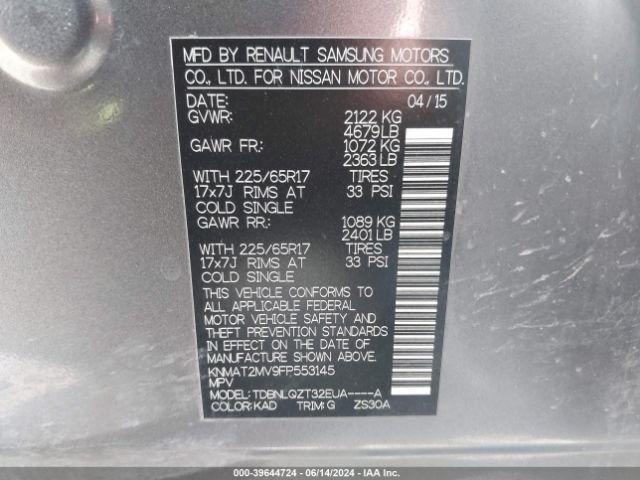 MFD BY RENAULT SAMSUNG MOTORS
CO., LTD. FOR NISSAN MOTOR CO., LTD.
DATE: 04/15
GVWR: 2122 KG
4679LB
GAWR FR.: 1072 KG
2363LB
WITH 225/65R17 TIRES
17x7J RIMS AT 33 PSI
COLD SINGLE
GAWR RR.: 1089 KG
2401LB
WITH 225/65R17 TIRES
17x7J RIMS AT 33 PSI
COLD SINGLE
THIS VEHICLE CONFORMS TO
ALL APPLICABLE FEDERAL
MOTOR VEHICLE SAFETY AND
THEFT PREVENTION STANDARDS
IN EFFECT ON THE DATE OF
MANUFACTURE SHOWN ABOVE.
KNMAT2MV9FP553145
MPV
MODEL: TDBNLQZT32EUA----A
COLOR: KAD TRIM: G ZS30A
000-39644724 | 06/14/2024 | IAA Inc.